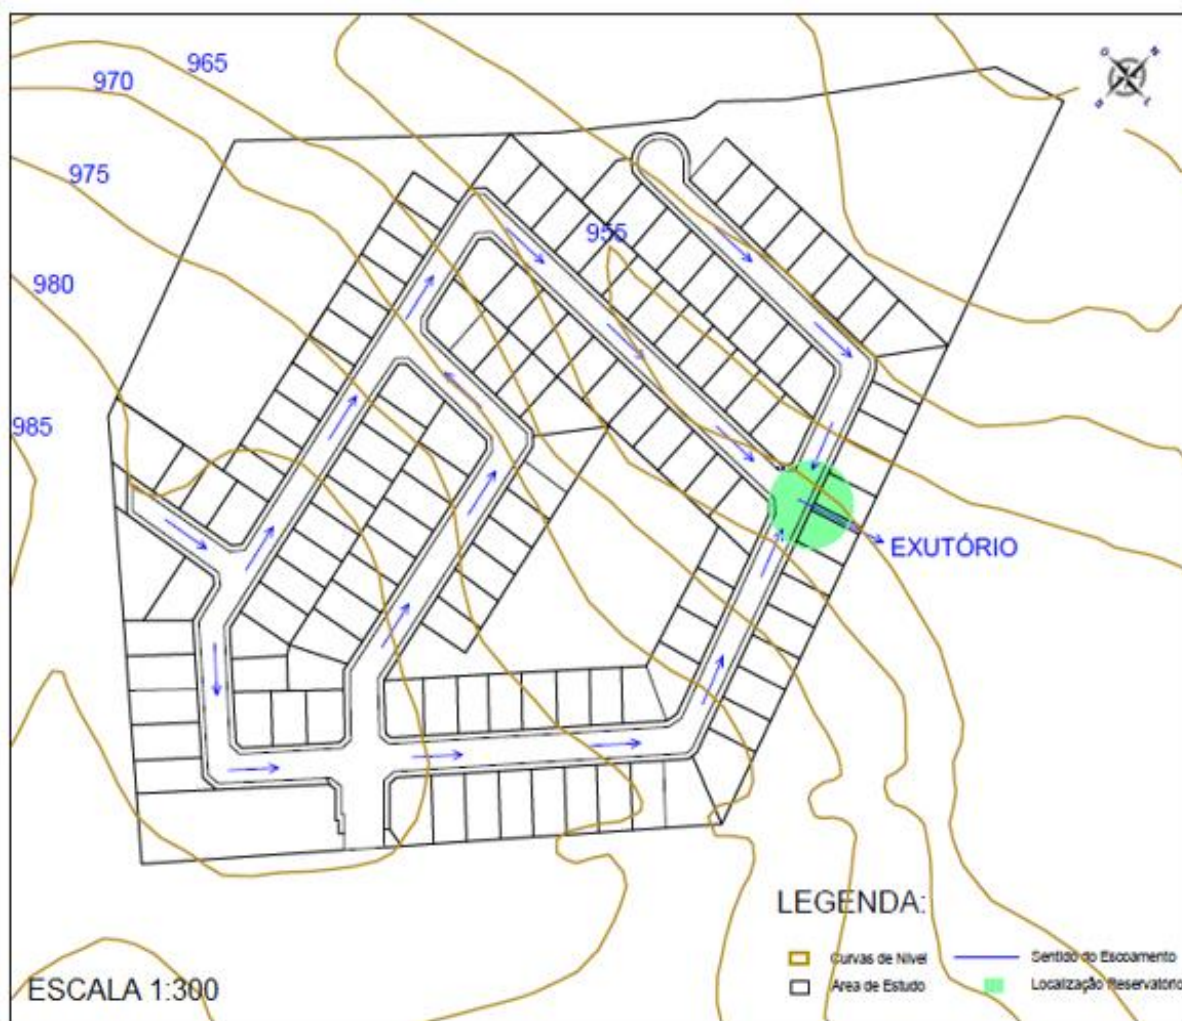 965
970
975
955
980
985
EXUTÓRIO
LEGENDA:
Curvas de Nível
Sentido do Escoamento
Área de Estudo
Localização Reservatório
ESCALA 1:300